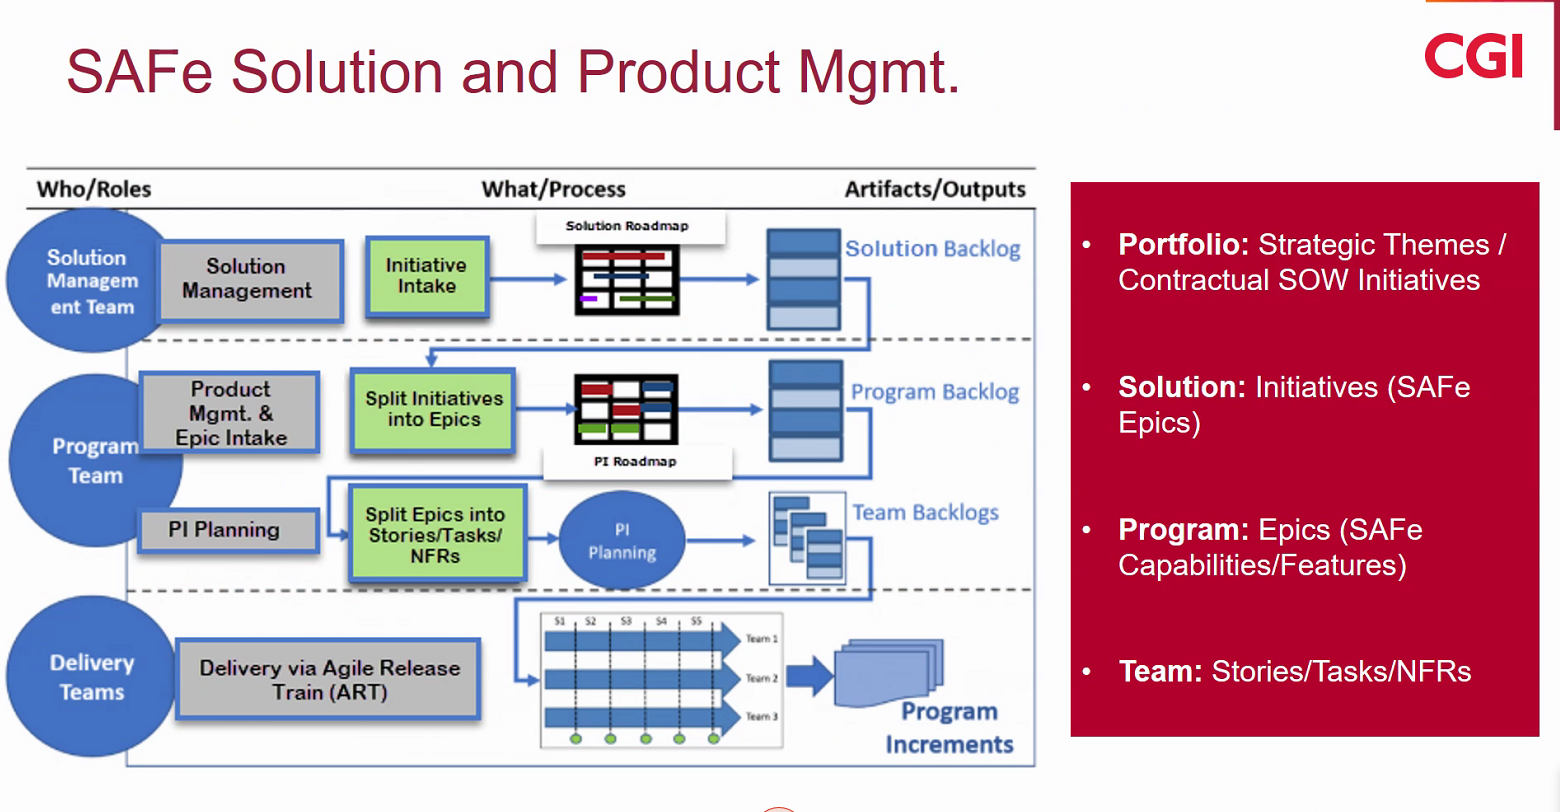 SAFe Solution and Product Mgmt.
CGI
Who/Roles
What/Process
Artifacts/Outputs
Solution
Managem
ent Team
Solution
Management
Initiative
Intake
Solution Roadmap
Solution Backlog
Program
Team
Product
Mgmt. &
Epic Intake
Split Initiatives
into Epics
PI Roadmap
Program Backlog
PI Planning
Split Epics into
Stories/Tasks/
NFRs
PI
Planning
Team Backlogs
Delivery
Teams
Delivery via Agile Release
Train (ART)
S1 S2 S3 S4 S5
Team 1
Team 2
Team 3
Program
Increments
• Portfolio: Strategic Themes /
Contractual SOW Initiatives
• Solution: Initiatives (SAFe
Epics)
• Program: Epics (SAFe
Capabilities/Features)
• Team: Stories/Tasks/NFRs